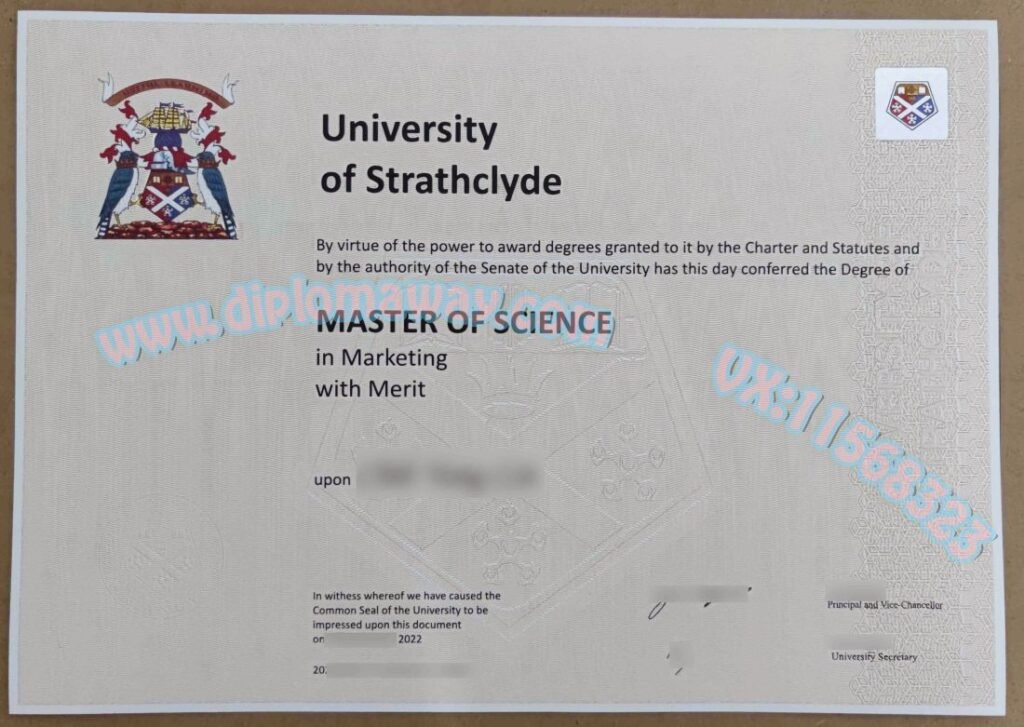 University
of Strathclyde
By virtue of the power to award degrees granted to it by the Charter and Statutes and
by the authority of the Senate of the University has this day conferred the Degree of
www.diplomaway.com
MASTER OF SCIENCE
in Marketing
with Merit
VX:11568323
upon
In withess whereof we have caused the
Common Seal of the University to be
impressed upon this document
on 2022
20
Principal and Vice-Chancellor
University Secretary